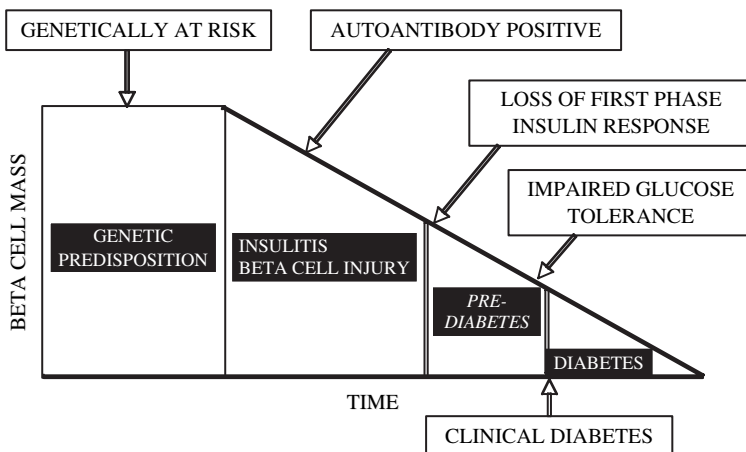 GENETICALLY AT RISK
AUTOANTIBODY POSITIVE
LOSS OF FIRST PHASE
INSULIN RESPONSE
IMPAIRED GLUCOSE
TOLERANCE
BETA CELL MASS
GENETIC
PREDISPOSITION
INSULITIS
BETA CELL INJURY
PRE-
DIABETES
DIABETES
TIME
CLINICAL DIABETES